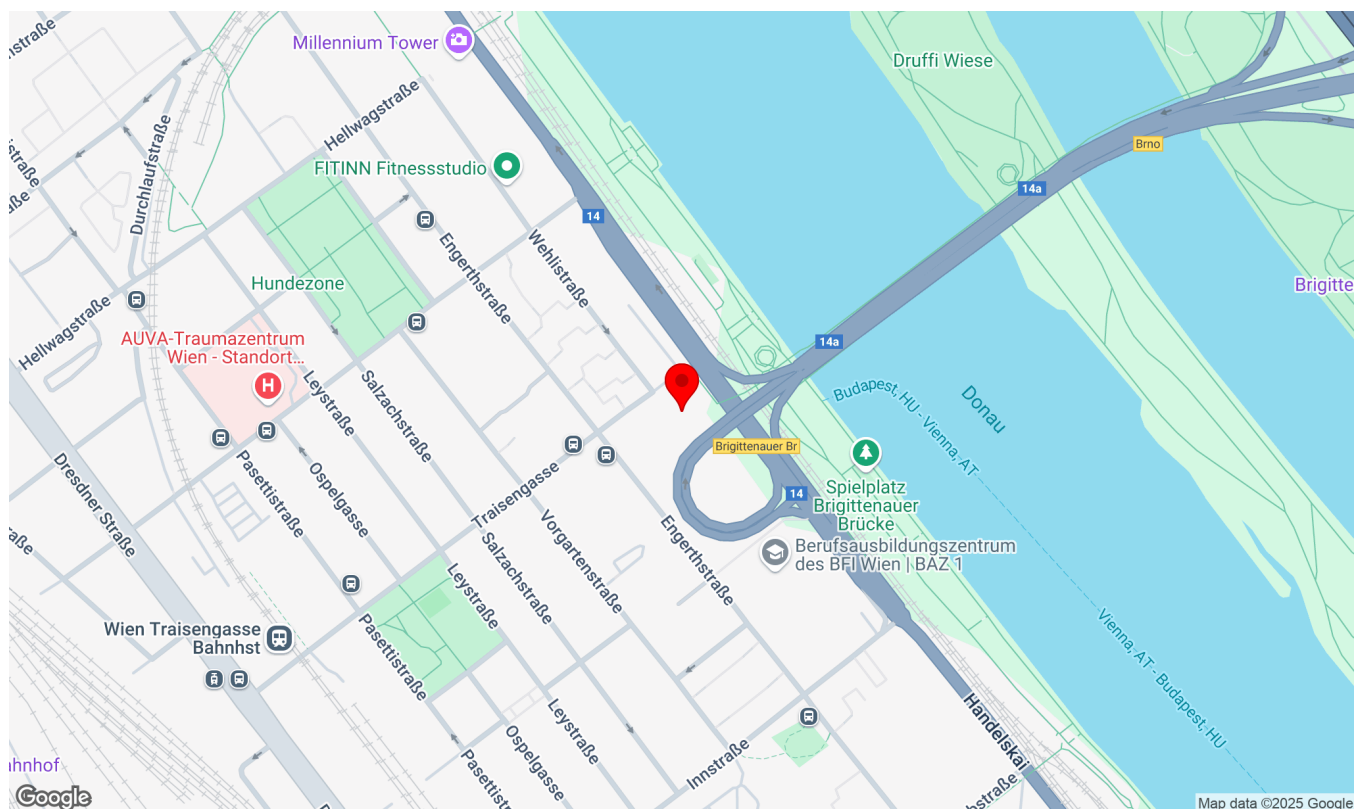 nstraße
Millennium Tower
Hellwagstraße
Druffi Wiese
Brno
14a
FITINN Fitnessstudio
Durchlaufstraße
14
Engerthstraße
Wehlistraße
Hundezone
Brigitte
Hellwagstraße
AUVA-Traumazentrum
Wien - Standort...
H
14a
Leystraße
Salzachstraße
Budapest, HU - Vienna, AT
Donau
Brigittenauer Br
Dresdner Straße
Pasettistraße
Ospelgasse
Traisengasse
14
Spielplatz
Brigittenauer
Brücke
Vorgartenstraße
Engerthstraße
Salzachstraße
Leystraße
Berufsausbildungszentrum
des BFI Wien | BAZ 1
Wien Traisengasse
Bahnhst
Pasettistraße
Vienna, AT - Budapest, HU
Leystraße
Handelskai
Innstraße
Ospelgasse
Pasettistraße
ahnhof
Google
Map data ©2025 Google